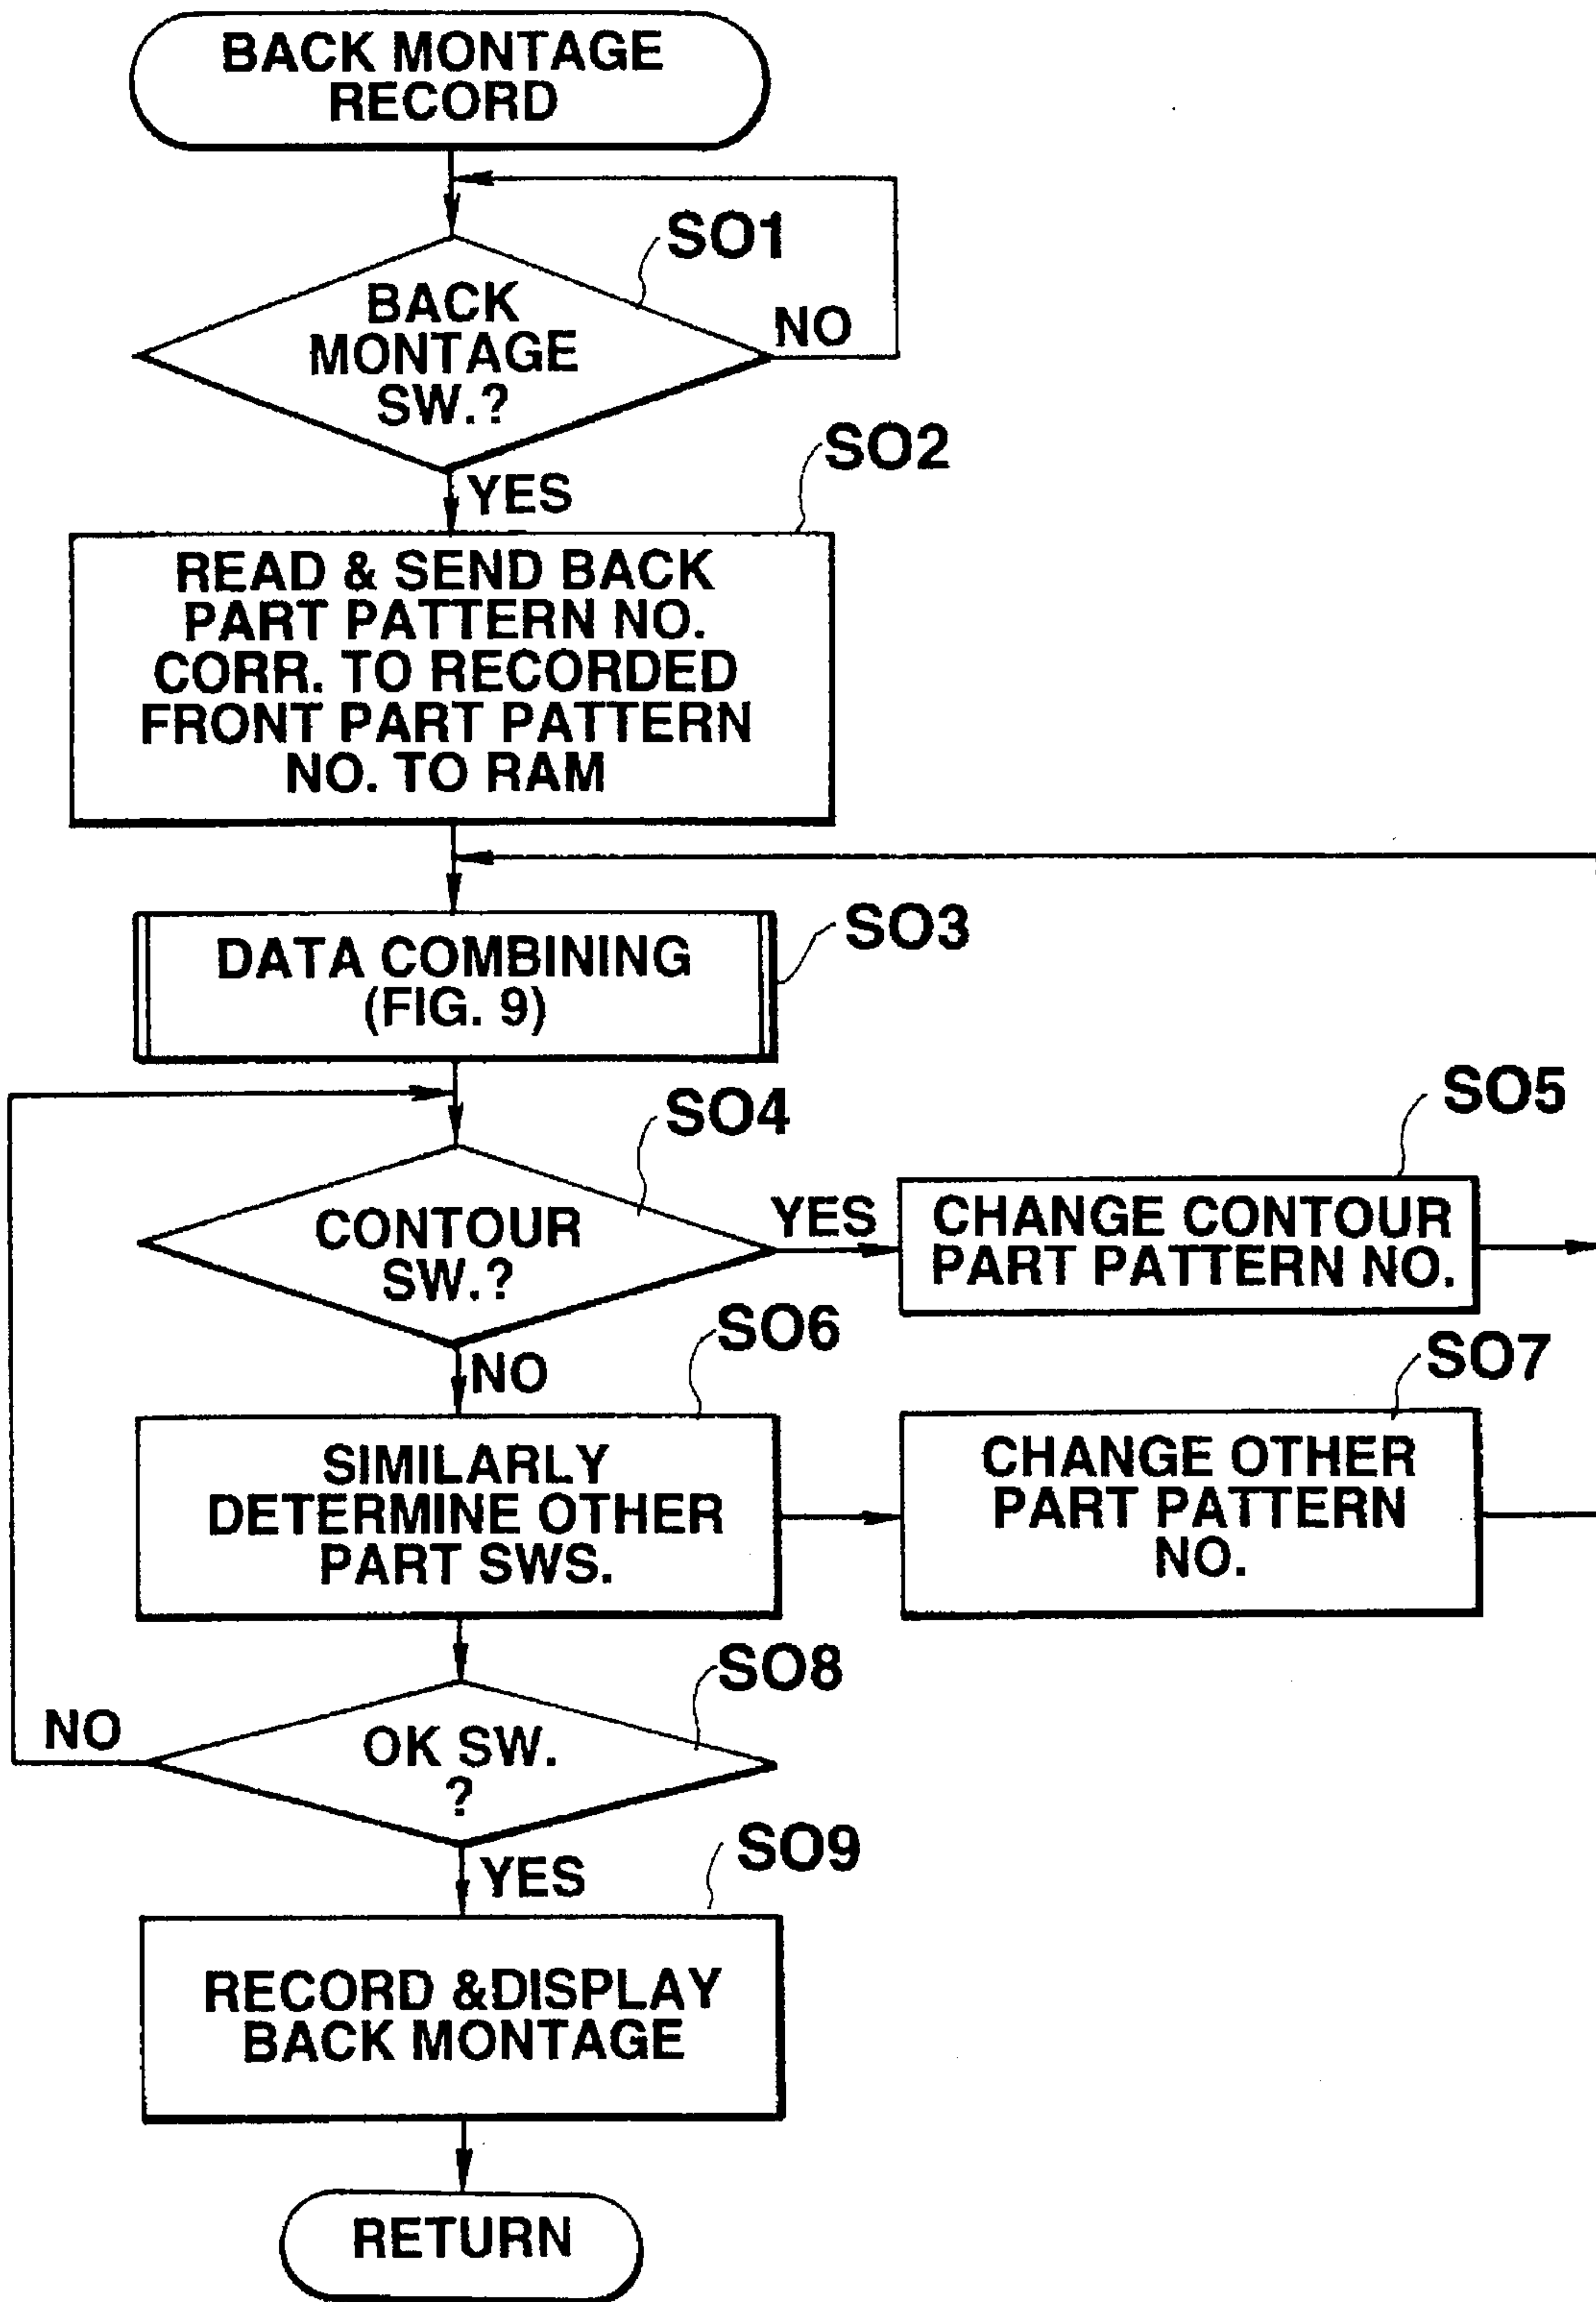 BACK MONTAGE
RECORD
SO1
BACK
MONTAGE
SW.?
NO
SO2
YES
READ & SEND BACK
PART PATTERN NO.
CORR. TO RECORDED
FRONT PART PATTERN
NO. TO RAM
SO3
DATA COMBINING
(FIG. 9)
SO4
CONTOUR
SW.?
YES
SO5
CHANGE CONTOUR
PART PATTERN NO.
NO
SO6
SIMILARLY
DETERMINE OTHER
PART SWS.
SO7
CHANGE OTHER
PART PATTERN
NO.
SO8
OK SW.
?
NO
YES
SO9
RECORD &DISPLAY
BACK MONTAGE
RETURN